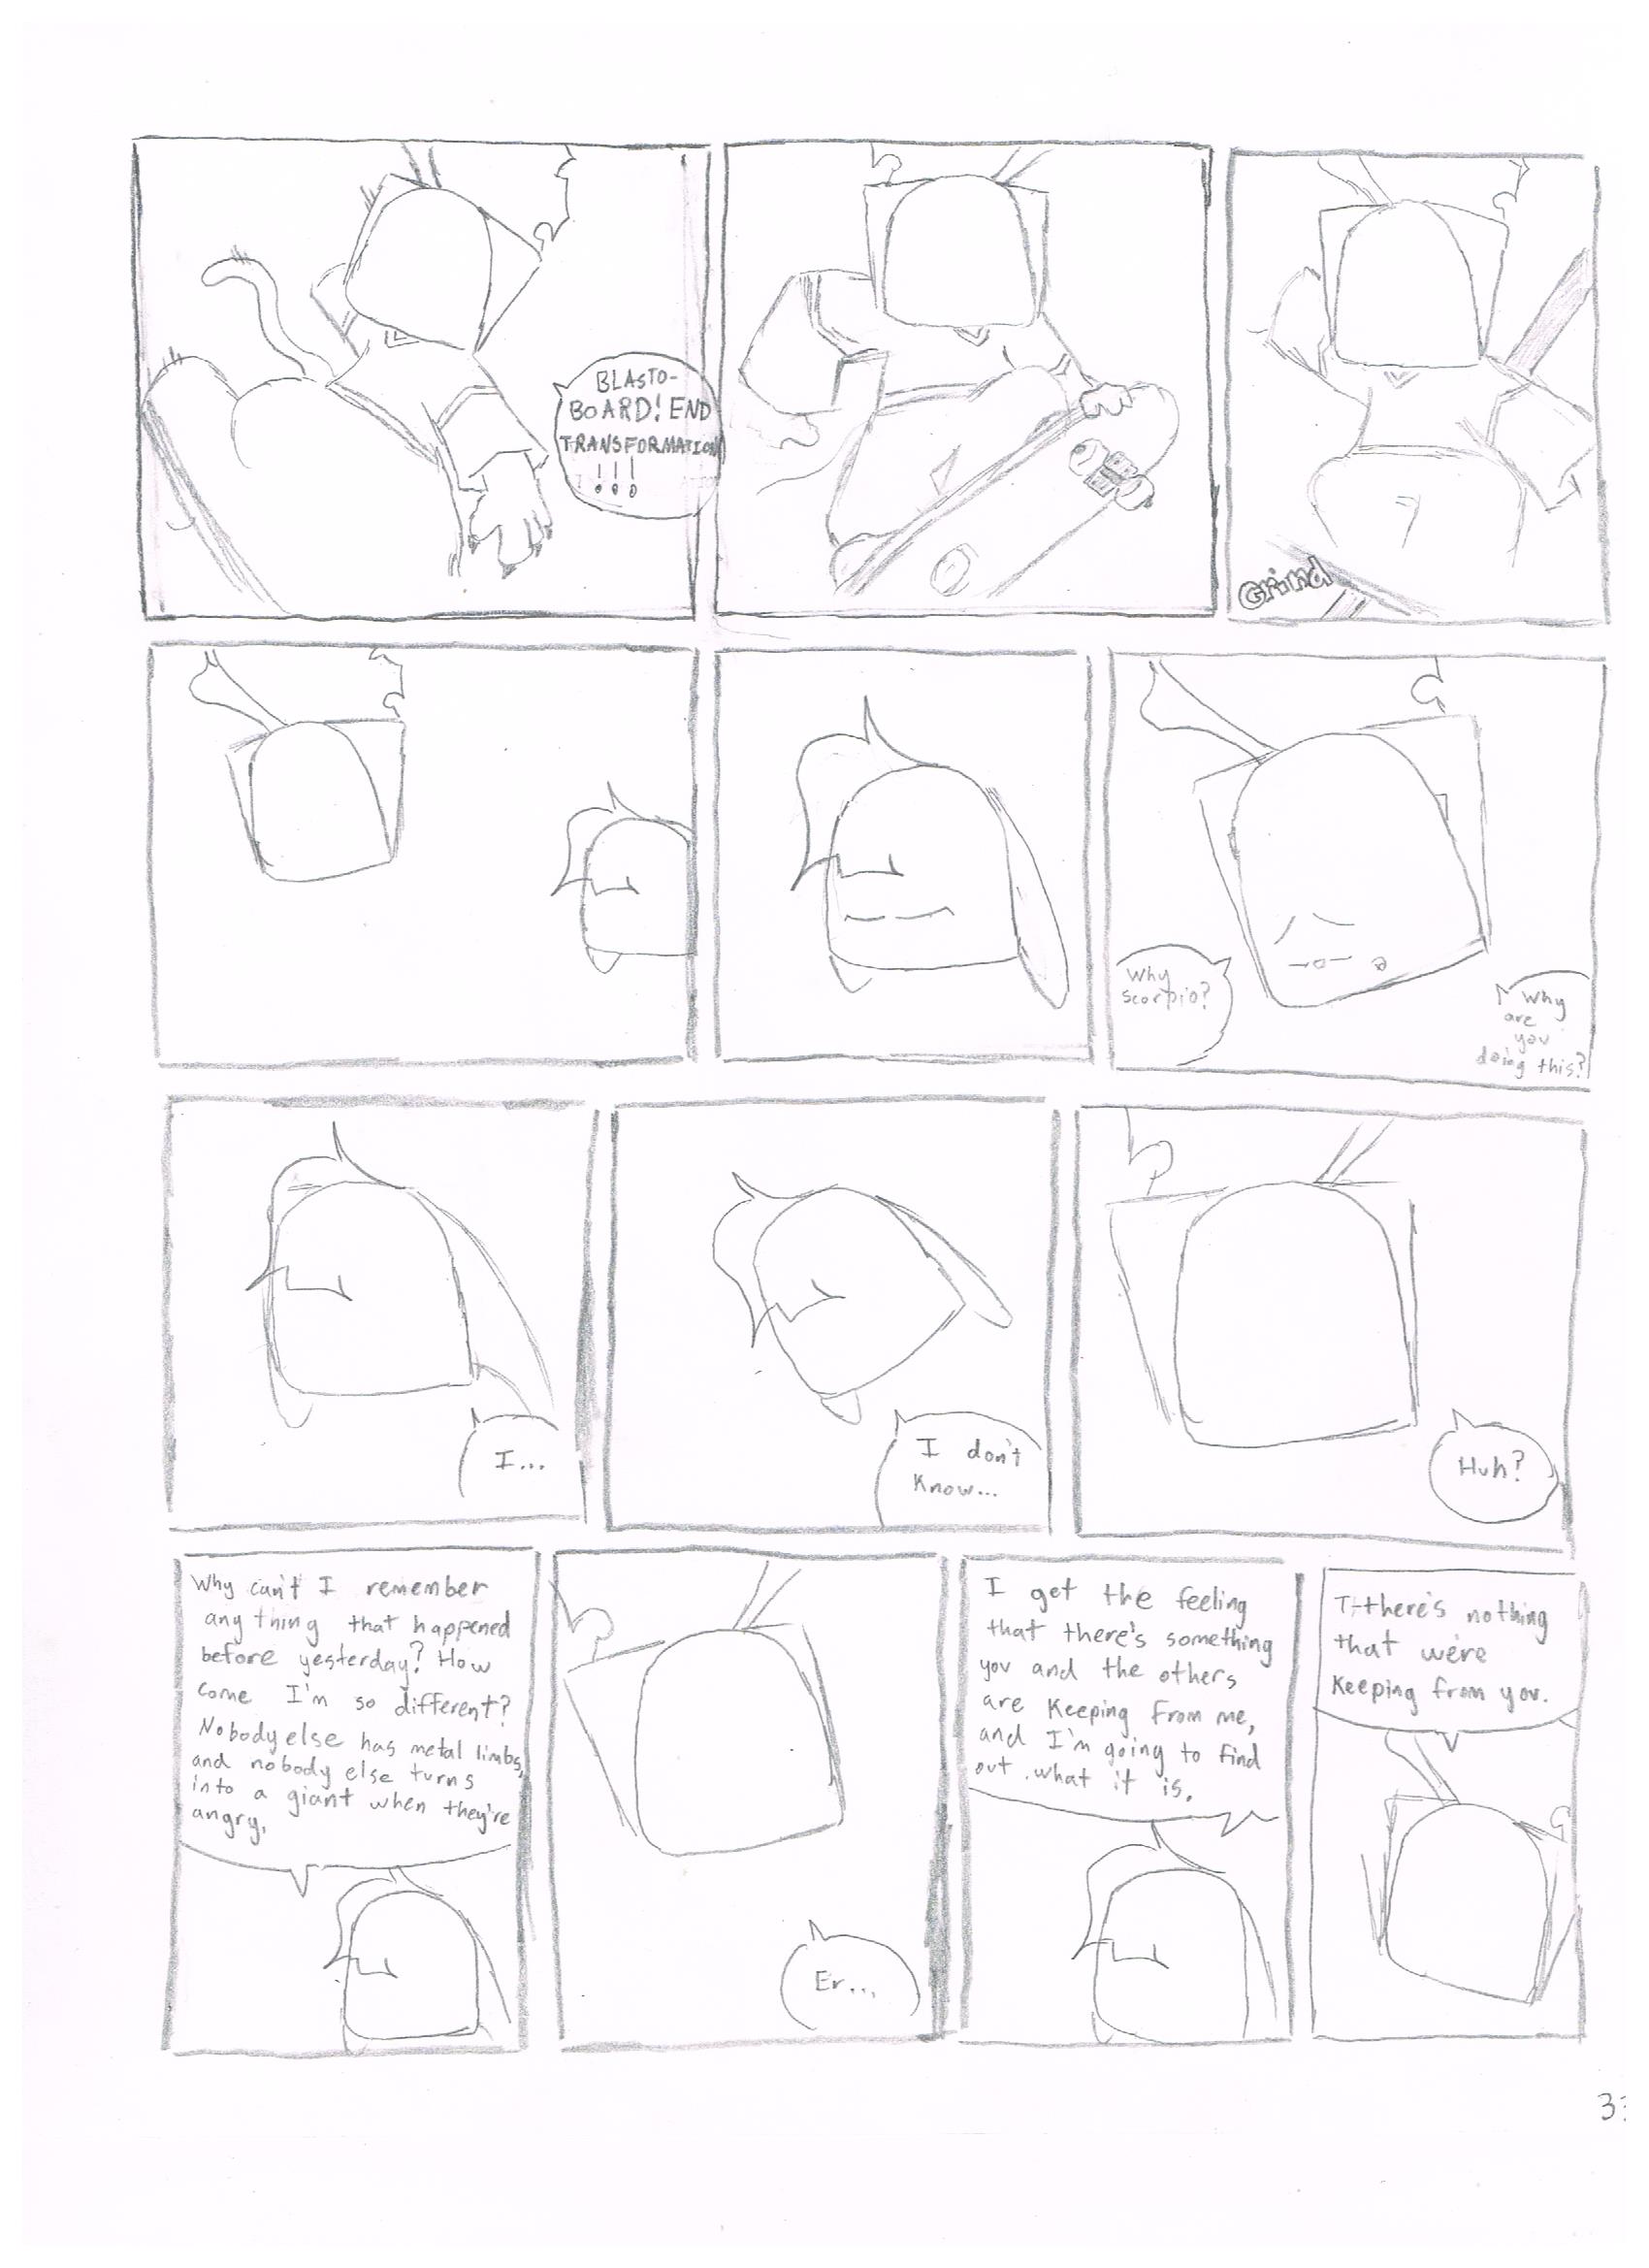 BLASTO-
BOARD! END
TRANSFORMATION
!!!
Grind
Why
Scorpio?
Why
are
you
doing this?
I...
I don't
know...
Huh?
Why can't I remember
anything that happened
before yesterday? How
come I'm so different?
Nobody else has metal limbs,
and nobody else turns
into a giant when they're
angry.
Er...
I get the feeling
that there's something
you and the others
are keeping from me,
and I'm going to find
out what it is.
T-there's nothing
that we're
keeping from you.